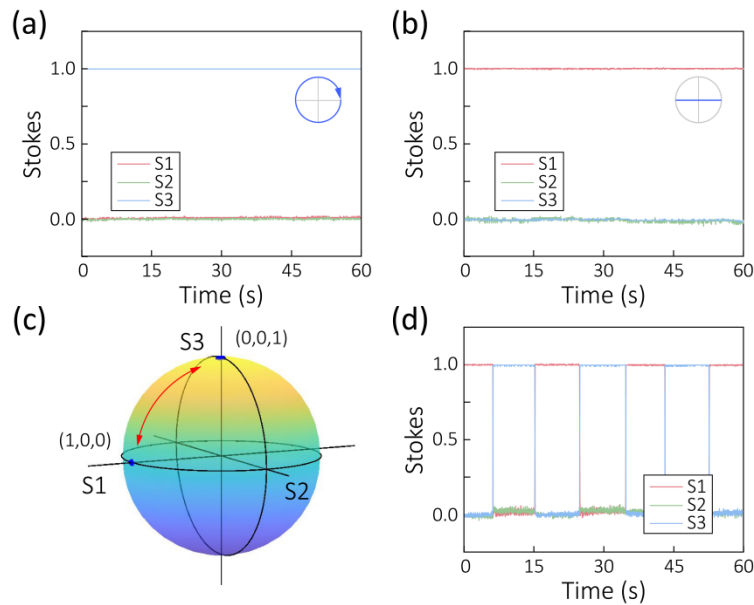 (a)
Stokes
1.0
0.5
0.0
S1
S2
S3
0
15
30
45
60
Time (s)
(b)
Stokes
1.0
0.5
0.0
S1
S2
S3
0
15
30
45
60
Time (s)
(c)
S3
(0,0,1)
(1,0,0)
S1
S2
(d)
Stokes
1.0
0.5
0.0
S1
S2
S3
0
15
30
45
60
Time (s)